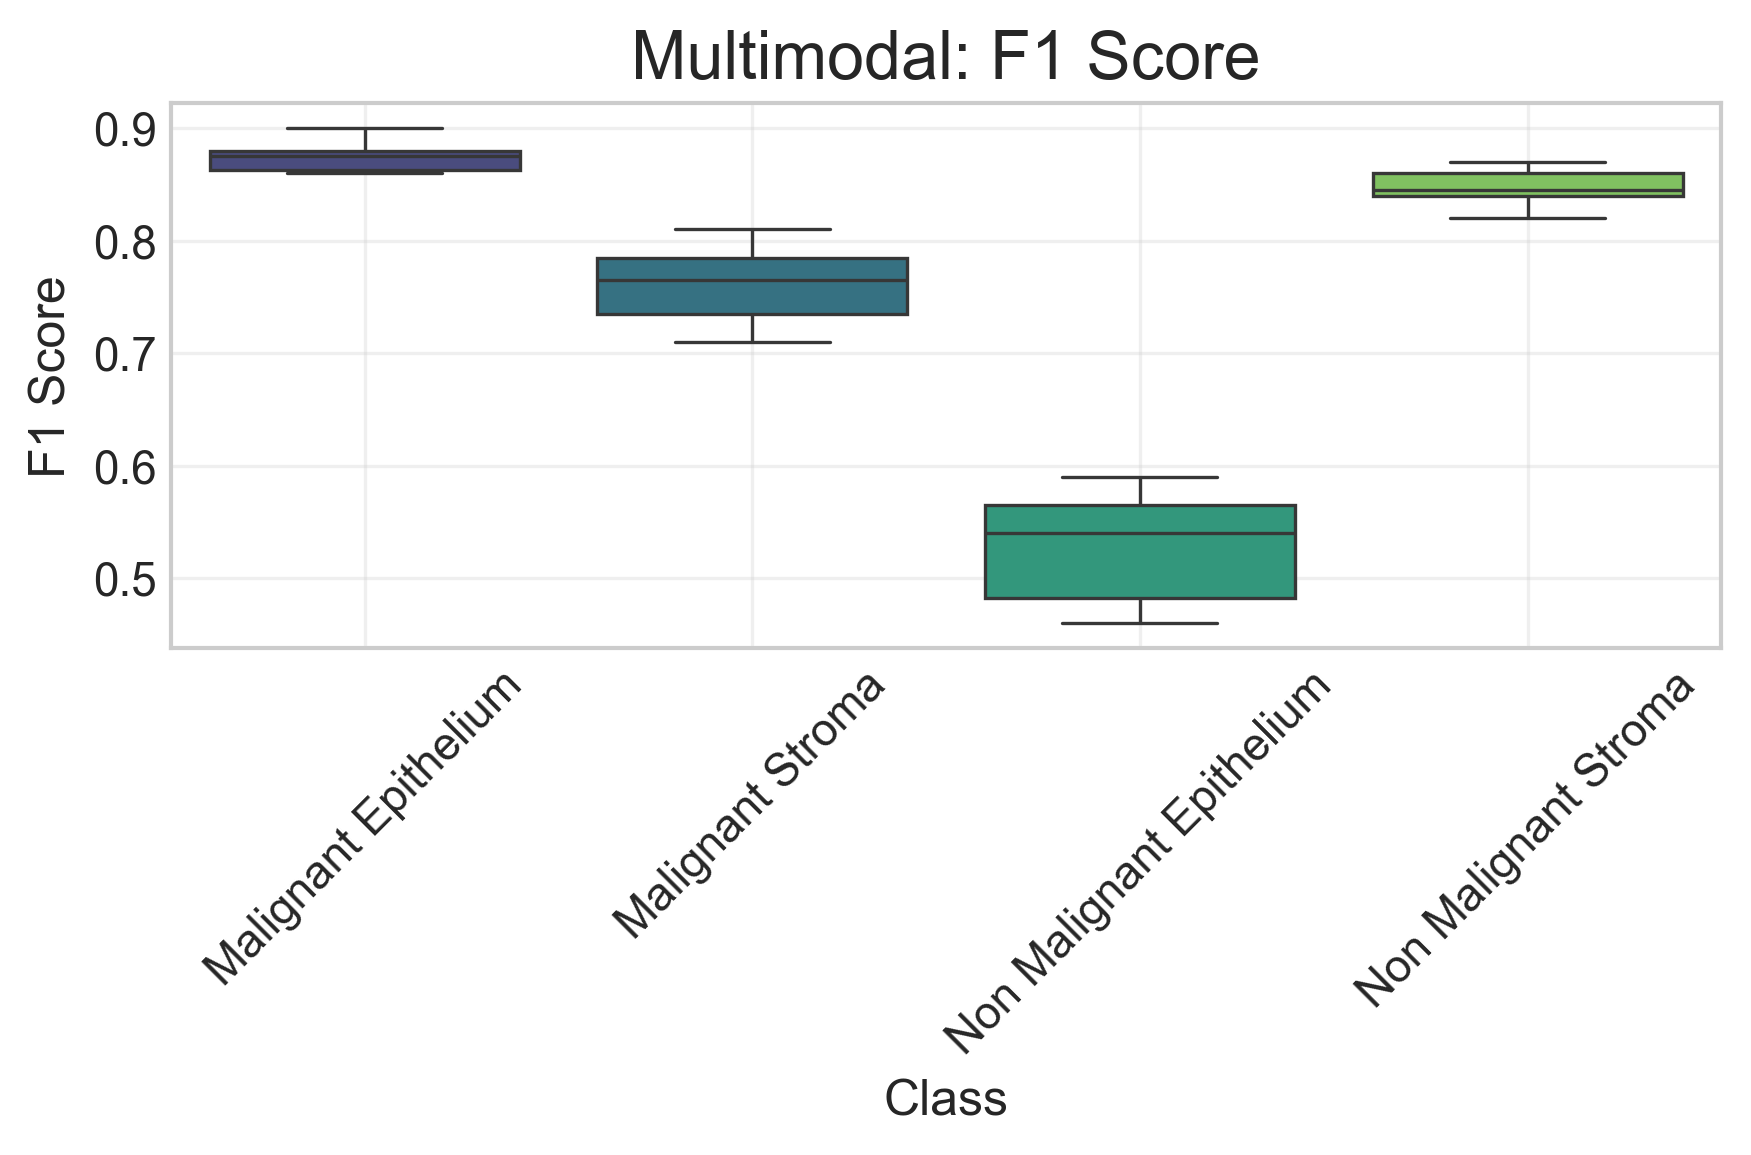 Multimodal: F1 Score
F1 Score
0.9
0.8
0.7
0.6
0.5
Malignant Epithelium
Malignant Stroma
Non Malignant Epithelium
Non Malignant Stroma
Class